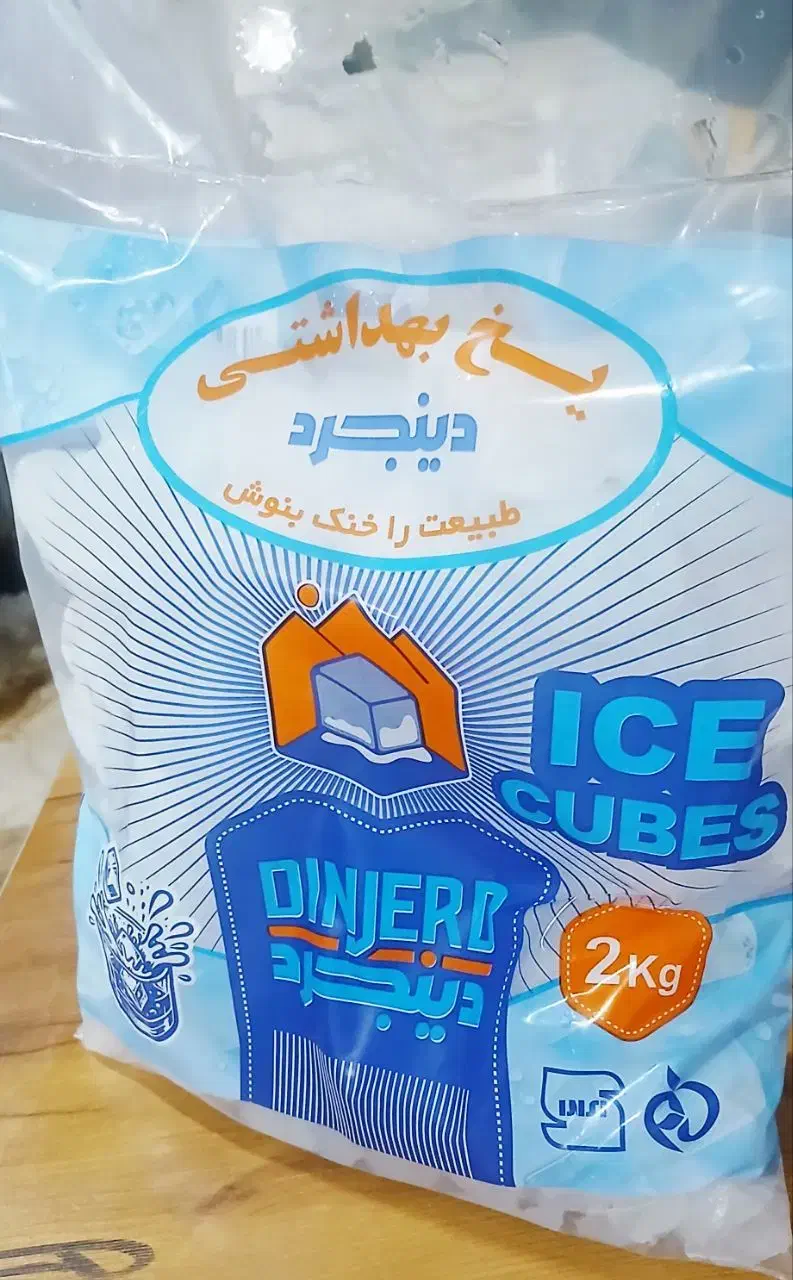 یخ بهداشتی
دینجرد
طبیعت را خنک بنوش
ICE
CUBES
DINJERD
دینجرد
2Kg